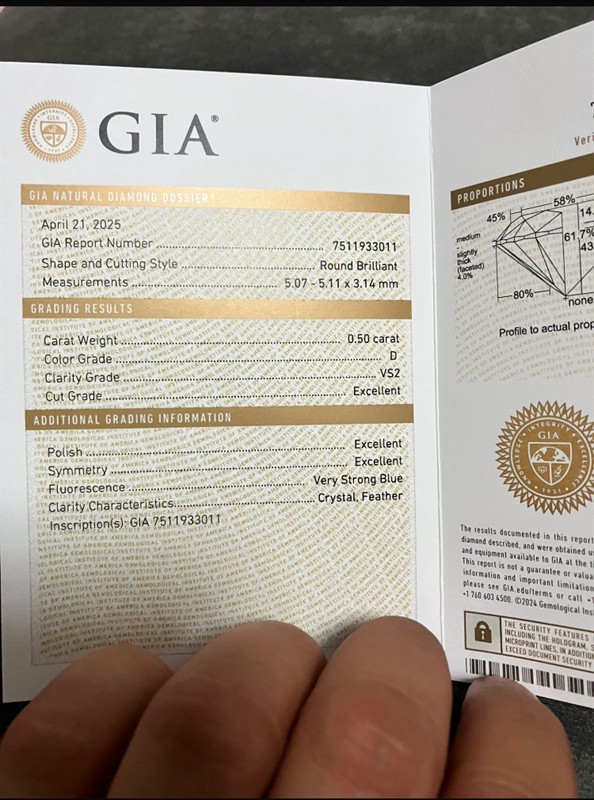 GIA®
GIA NATURAL DIAMOND DOSSIER®
April 21, 2025
GIA Report Number 7511933011
Shape and Cutting Style Round Brilliant
Measurements 5.07 - 5.11 x 3.14 mm
GRADING RESULTS
Carat Weight 0.50 carat
Color Grade D
Clarity Grade VS2
Cut Grade Excellent
ADDITIONAL GRADING INFORMATION
Polish Excellent
Symmetry Excellent
Fluorescence Very Strong Blue
Clarity Characteristics Crystal, Feather
Inscription(s): GIA 7511933011
PROPORTIONS
45%
58%
14.
medium -
slightly
thick
(faceted)
4.0%
61.7%
43
80%
none
Profile to actual prop
GIA
The results documented in this report
diamond described, and were obtained u
and equipment available to GIA at the ti
This report is not a guarantee or valua
information and important limitation
please see GIA.edu/terms or call +
+1 760 603 4500. ©2024 Gemological Ins
THE SECURITY FEATURES
INCLUDING THE HOLOGRAM, S
MICROPRINT LINES, IN ADDITION
EXCEED DOCUMENT SECURITY